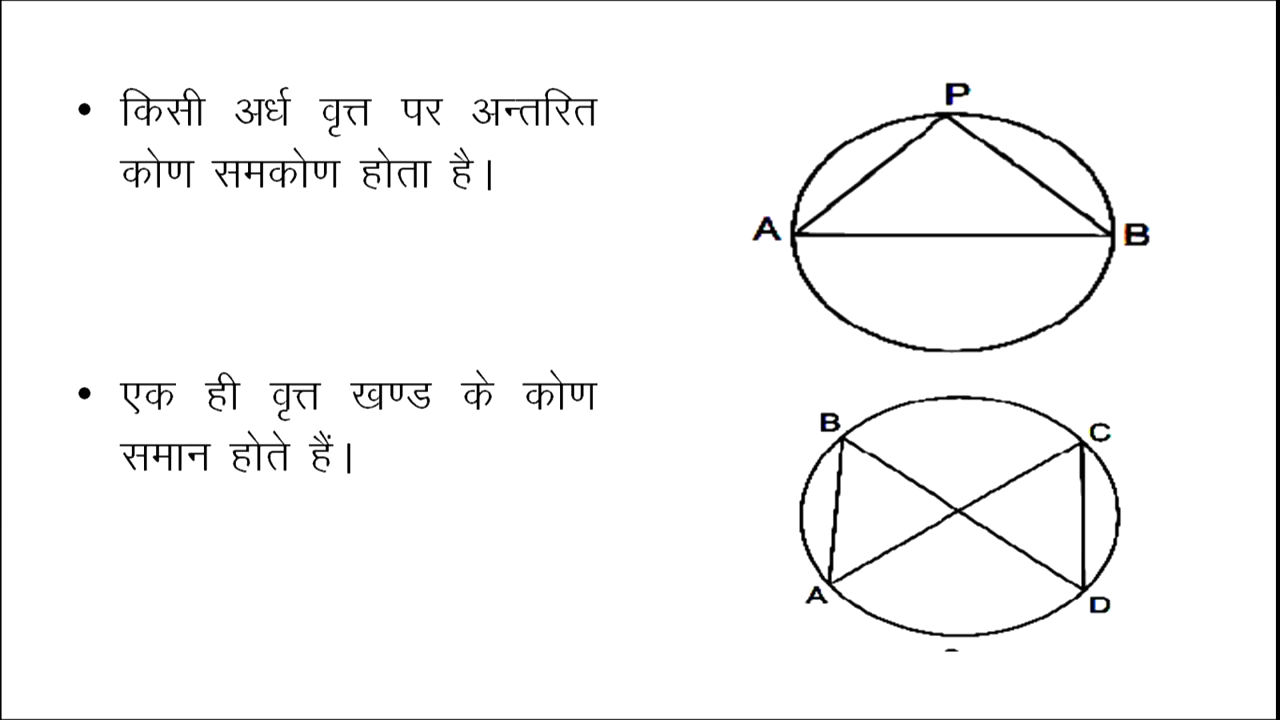 • किसी अर्ध वृत्त पर अन्तरित
कोण समकोण होता है।
P
A
B
• एक ही वृत्त खण्ड के कोण
समान होते हैं।
B
C
A
D